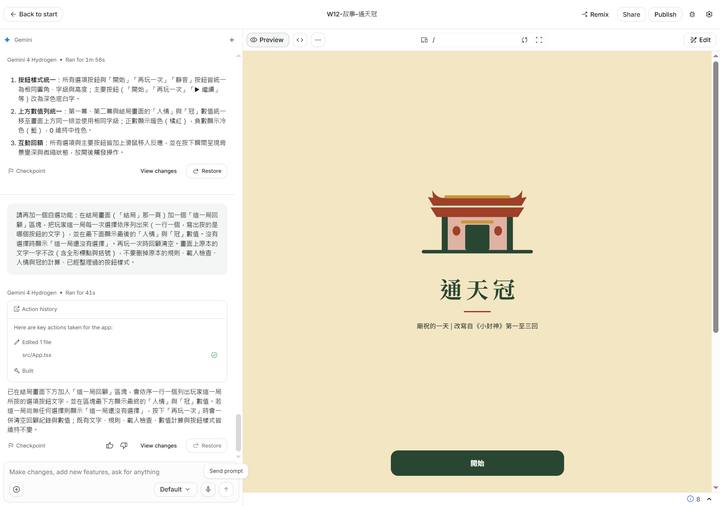 Back to start
W12-故事-通天冠
Remix
Share
Publish
Gemini
Preview
/
Edit
Gemini 4 Hydrogen • Ran for 1m 56s
1. 按鈕樣式統一：所有選項按鈕與「開始」「再玩一次」「靜音」按鈕皆統一
為相同圓角、字級與高度；主要按鈕（「開始」「再玩一次」「▶ 繼續」
等）改為深色底白字。
2. 上方數值列統一：第一幕、第二幕與結局畫面的「人情」與「冠」數值統一
移至畫面上方同一排並使用相同字級；正數顯示暖色（橘紅），負數顯示冷
色（藍），0 維持中性色。
3. 互動回饋：所有選項與主要按鈕皆加上滑鼠移入反應，並在按下瞬間呈現背
景變深與微縮狀態，放開後觸發操作。
Checkpoint
View changes
Restore
請再加一個自選功能：在結局畫面（「結局」那一頁）加一個「這一局回
顧」區塊，把玩家這局每一次選擇依序列出來（一行一個，寫出按的是
哪個按鈕的文字），並在最下面顯示最後的「人情」與「冠」數值。沒有
選擇時顯示「這一局還沒有選擇」。再玩一次時回顧清空。畫面上原本的
文字一字不改（含全形標點與括號），不要刪掉原本的規則、載人檢查、
人情與冠的計算、已經整理過的按鈕樣式。
Gemini 4 Hydrogen • Ran for 41s
Action history
Here are key actions taken for the app:
Edited 1 file
src/App.tsx
Built
已在結局畫面下方加入「這一局回顧」區塊，會依序一行一個列出玩家這一局
所按的選項按鈕文字，並在區塊最下方顯示最終的「人情」與「冠」數值。若
這一局尚無任何選擇則顯示「這一局還沒有選擇」，按下「再玩一次」時會一
併清空回顧紀錄與數值；既有文字、規則、載人檢查、數值計算與按鈕樣式皆
維持不變。
Checkpoint
View changes
Restore
Make changes, add new features, ask for anything
Send prompt
Default
通天冠
廟祝的一天｜改寫自《小封神》第一至三回
開始
8